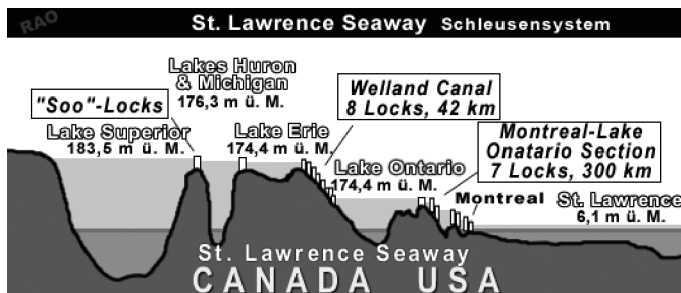 RAO
St. Lawrence Seaway Schleusensystem
Lakes Huron
& Michigan
176,3 m ü. M.
"Soo"-Locks
Lake Superior
183,5 m ü. M.
Lake Erie
174,4 m ü. M.
Welland Canal
8 Locks, 42 km
Lake Ontario
174,4 m ü. M.
Montreal-Lake
Onatario Section
7 Locks, 300 km
Montreal
St. Lawrence
6,1 m ü. M.
St. Lawrence Seaway
CANADA USA